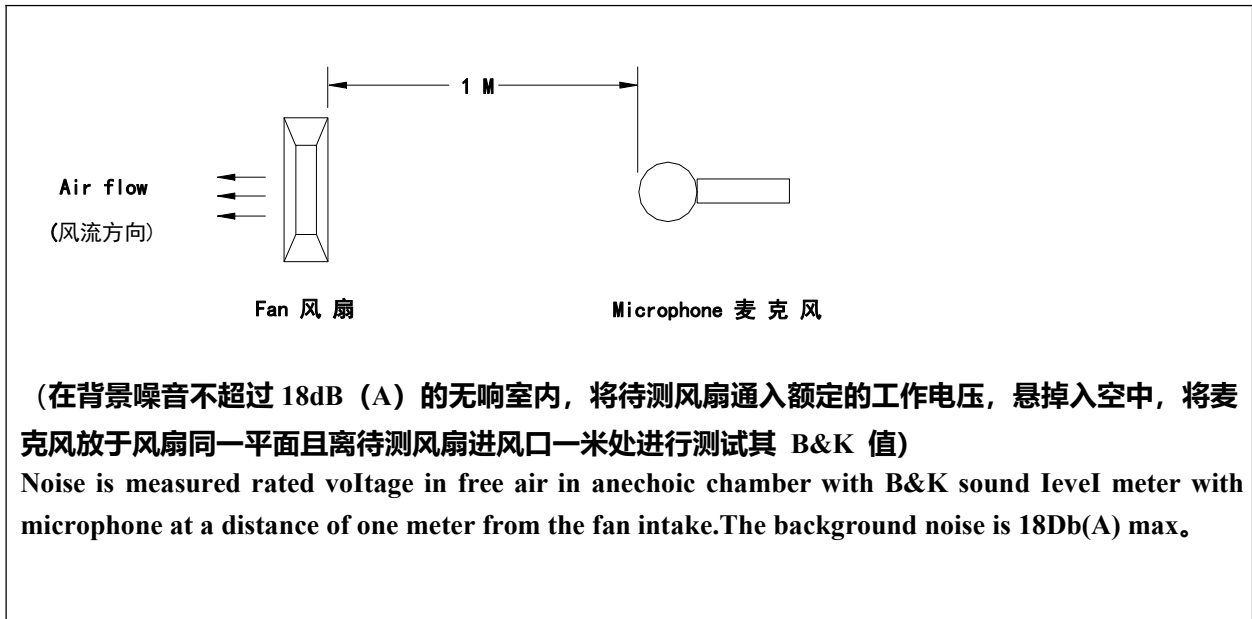 1 M
Air flow
(风流方向)
Fan 风 扇
Microphone 麦 克 风
（在背景噪音不超过 18dB（A）的无响室内，将待测风扇通入额定的工作电压，悬掉入空中，将麦
克风放于风扇同一平面且离待测风扇进风口一米处进行测试其 B&K 值)
Noise is measured rated voItage in free air in anechoic chamber with B&K sound IeveI meter with
microphone at a distance of one meter from the fan intake.The background noise is 18Db(A) max。